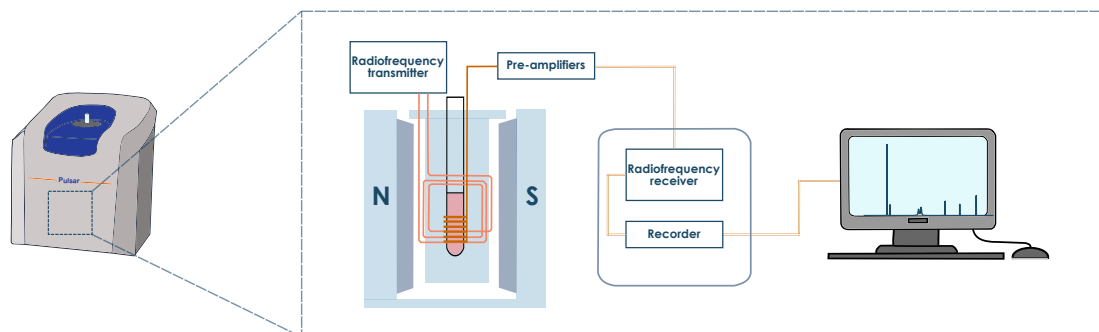 Radiofrequency
transmitter
Pre-amplifiers
Pulsar
N
S
Radiofrequency
receiver
Recorder